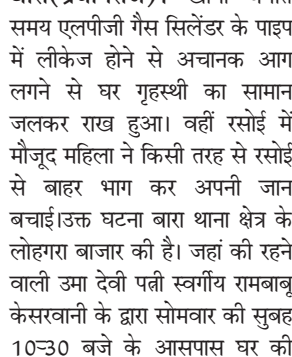 समय एलपीजी गैस सिलेंडर के पाइप
में लीकेज होने से अचानक आग
लगने से घर गृहस्थी का सामान
जलकर राख हुआ। वहीं रसोई में
मौजूद महिला ने किसी तरह से रसोई
से बाहर भाग कर अपनी जान
बचाई।उक्त घटना बारा थाना क्षेत्र के
लोहगरा बाजार की है। जहां की रहने
वाली उमा देवी पत्नी स्वर्गीय रामबाबू
केसरवानी के द्वारा सोमवार की सुबह
10-30 बजे के आसपास घर की